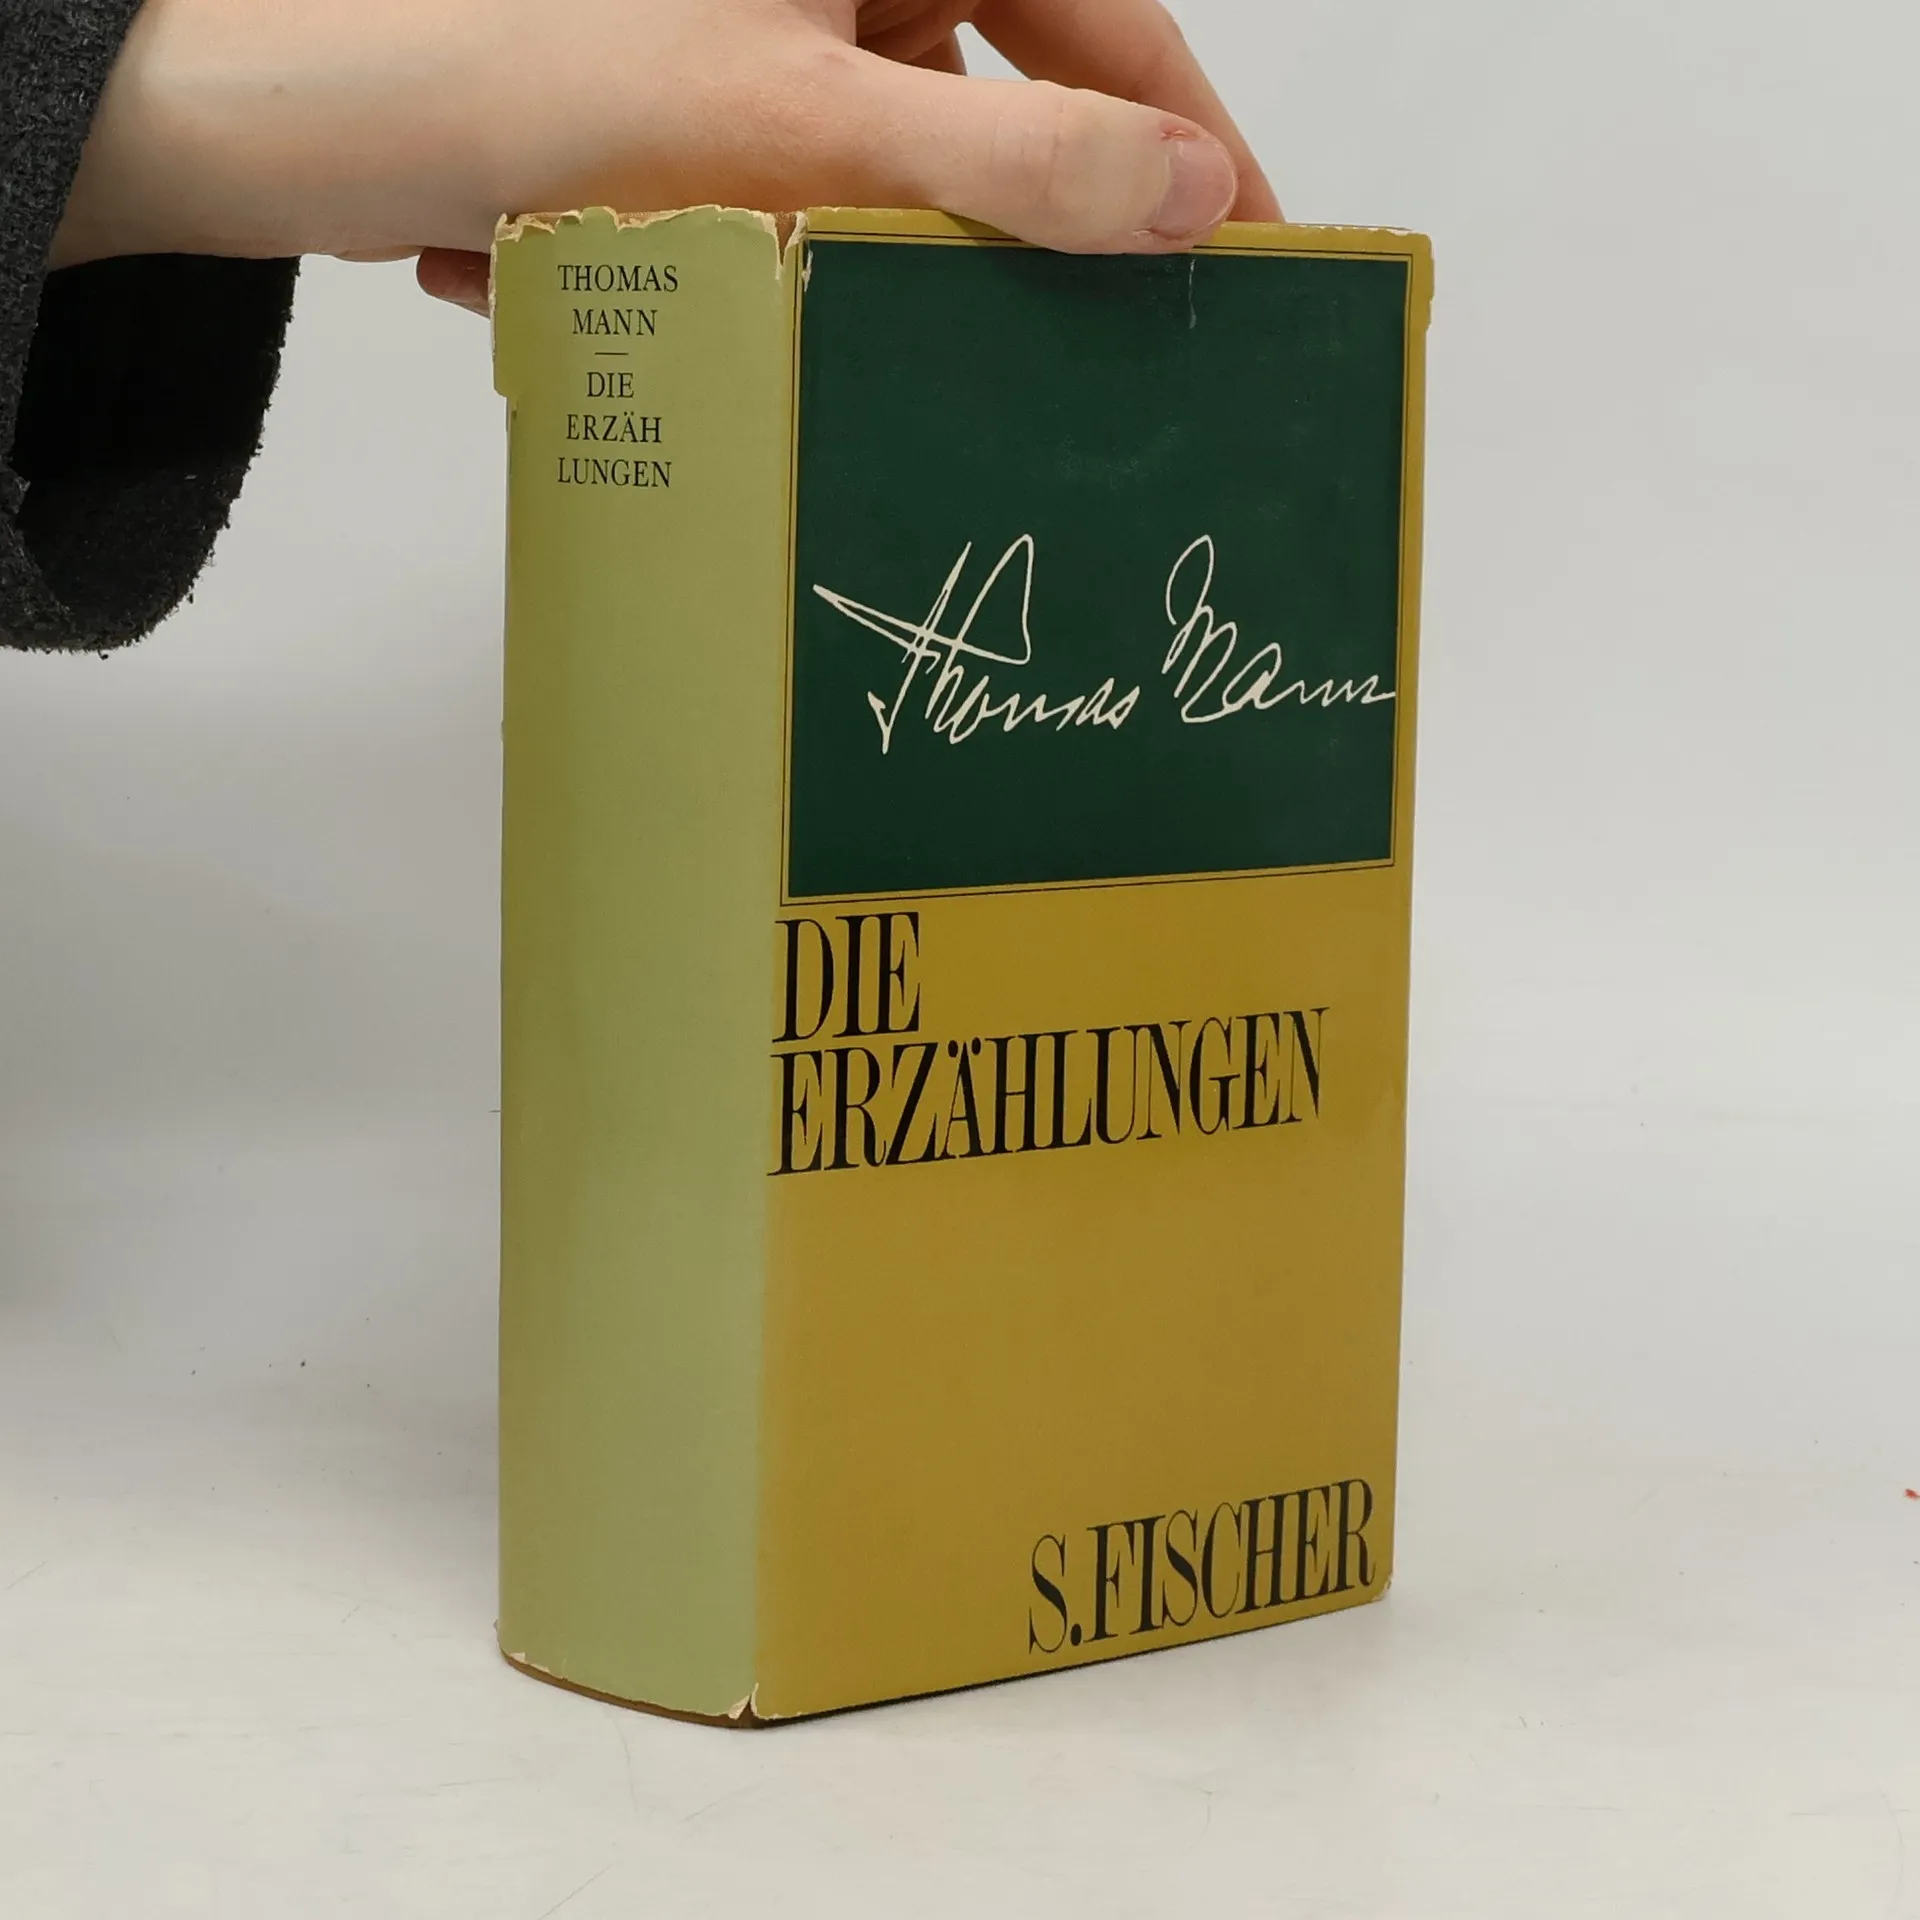 THOMAS
MANN
DIE
ERZÄH
LUNGEN
Thomas Mann
DIE
ERZÄHLUNGEN
S. FISCHER